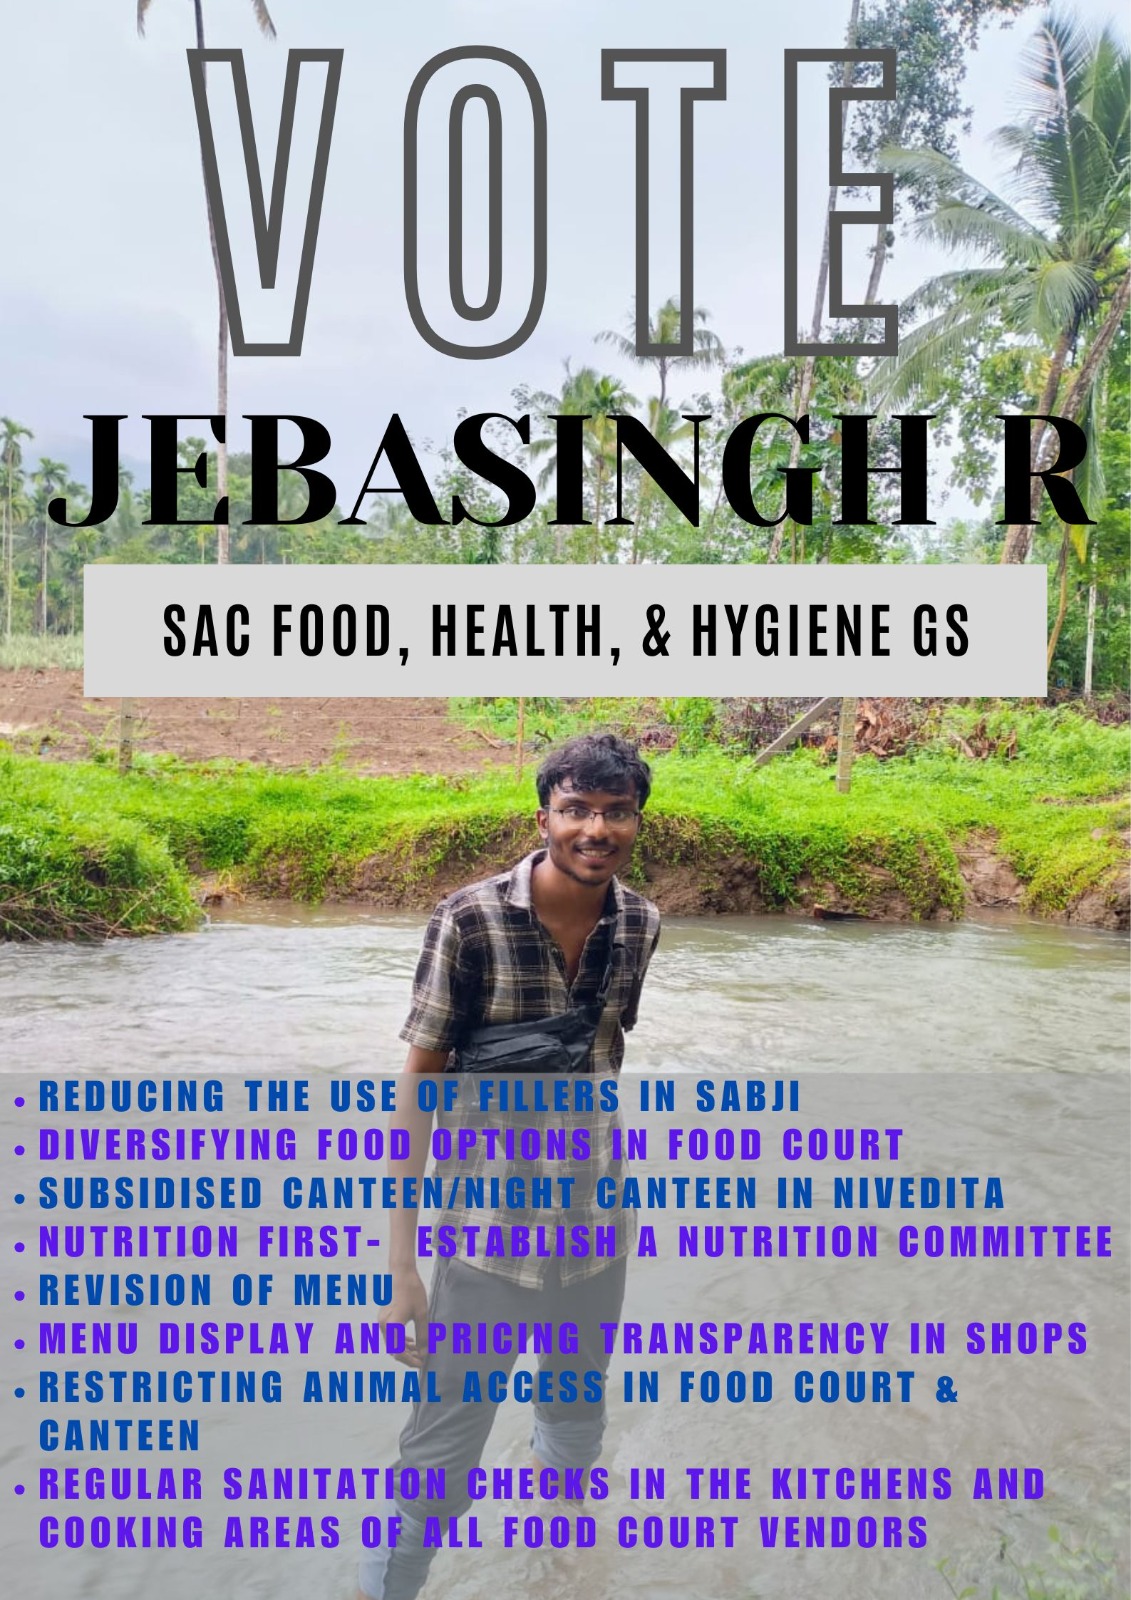 VOTE
JEBASINGH R
SAC FOOD, HEALTH, & HYGIENE GS
• REDUCING THE USE OF FILLERS IN SABJI
• DIVERSIFYING FOOD OPTIONS IN FOOD COURT
• SUBSIDISED CANTEEN/NIGHT CANTEEN IN NIVEDITA
• NUTRITION FIRST- ESTABLISH A NUTRITION COMMITTEE
• REVISION OF MENU
• MENU DISPLAY AND PRICING TRANSPARENCY IN SHOPS
• RESTRICTING ANIMAL ACCESS IN FOOD COURT &
CANTEEN
• REGULAR SANITATION CHECKS IN THE KITCHENS AND
COOKING AREAS OF ALL FOOD COURT VENDORS